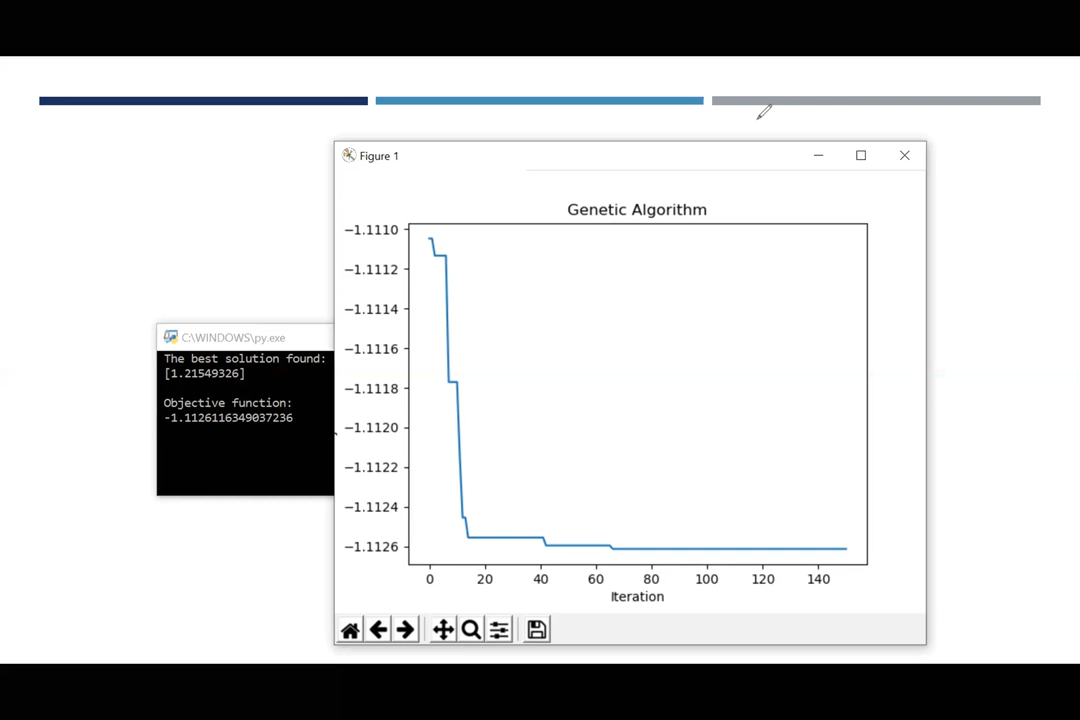 Figure 1
Genetic Algorithm
−1.1110
−1.1112
−1.1114
−1.1116
−1.1118
−1.1120
−1.1122
−1.1124
−1.1126
0 20 40 60 80 100 120 140
Iteration
C:\WINDOWS\py.exe
The best solution found:
[1.21549326]
Objective function:
-1.1126116349037236